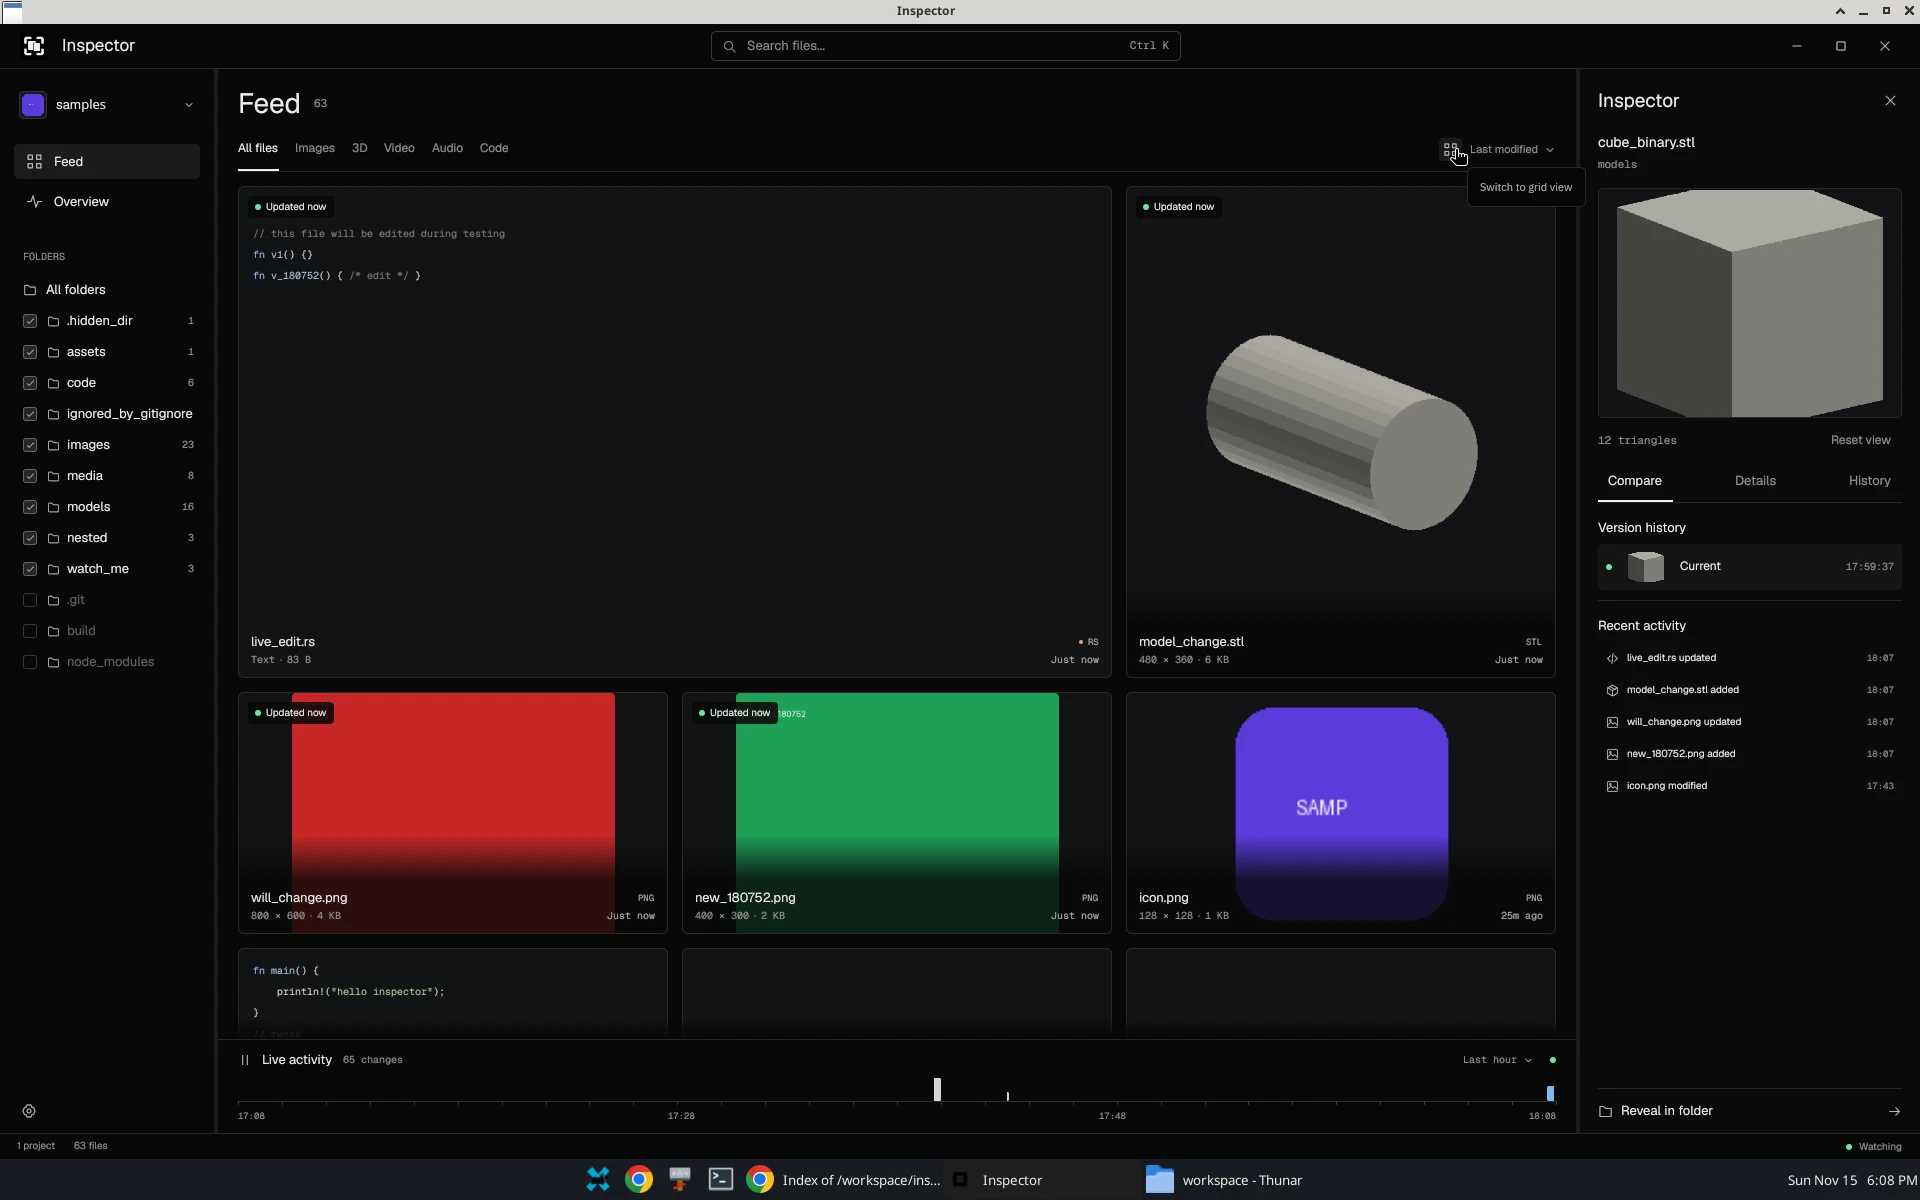 Inspector
Inspector
Search files...
Ctrl K
samples
Feed
Overview
FOLDERS
All folders
.hidden_dir 1
assets 1
code 6
ignored_by_gitignore
images 23
media 8
models 16
nested 3
watch_me 3
.git
build
node_modules
Feed 63
All files Images 3D Video Audio Code
Last modified
Switch to grid view
Updated now
// this file will be edited during testing
fn v1() {}
fn v_180752() { /* edit */ }
live_edit.rs
RS
Text · 83 B
Just now
Updated now
model_change.stl
STL
480 × 360 · 6 KB
Just now
Updated now
will_change.png
PNG
800 × 600 · 4 KB
Just now
Updated now
180752
new_180752.png
PNG
400 × 300 · 2 KB
Just now
SAMP
icon.png
PNG
128 × 128 · 1 KB
25m ago
fn main() {
println!("hello inspector");
}
// tweak
Live activity 65 changes
Last hour
17:08 17:28 17:48 18:08
Inspector
cube_binary.stl
models
12 triangles
Reset view
Compare Details History
Version history
Current 17:59:37
Recent activity
live_edit.rs updated 18:07
model_change.stl added 18:07
will_change.png updated 18:07
new_180752.png added 18:07
icon.png modified 17:43
Reveal in folder
1 project 63 files
Watching
Index of /workspace/ins...
Inspector
workspace - Thunar
Sun Nov 15 6:08 PM